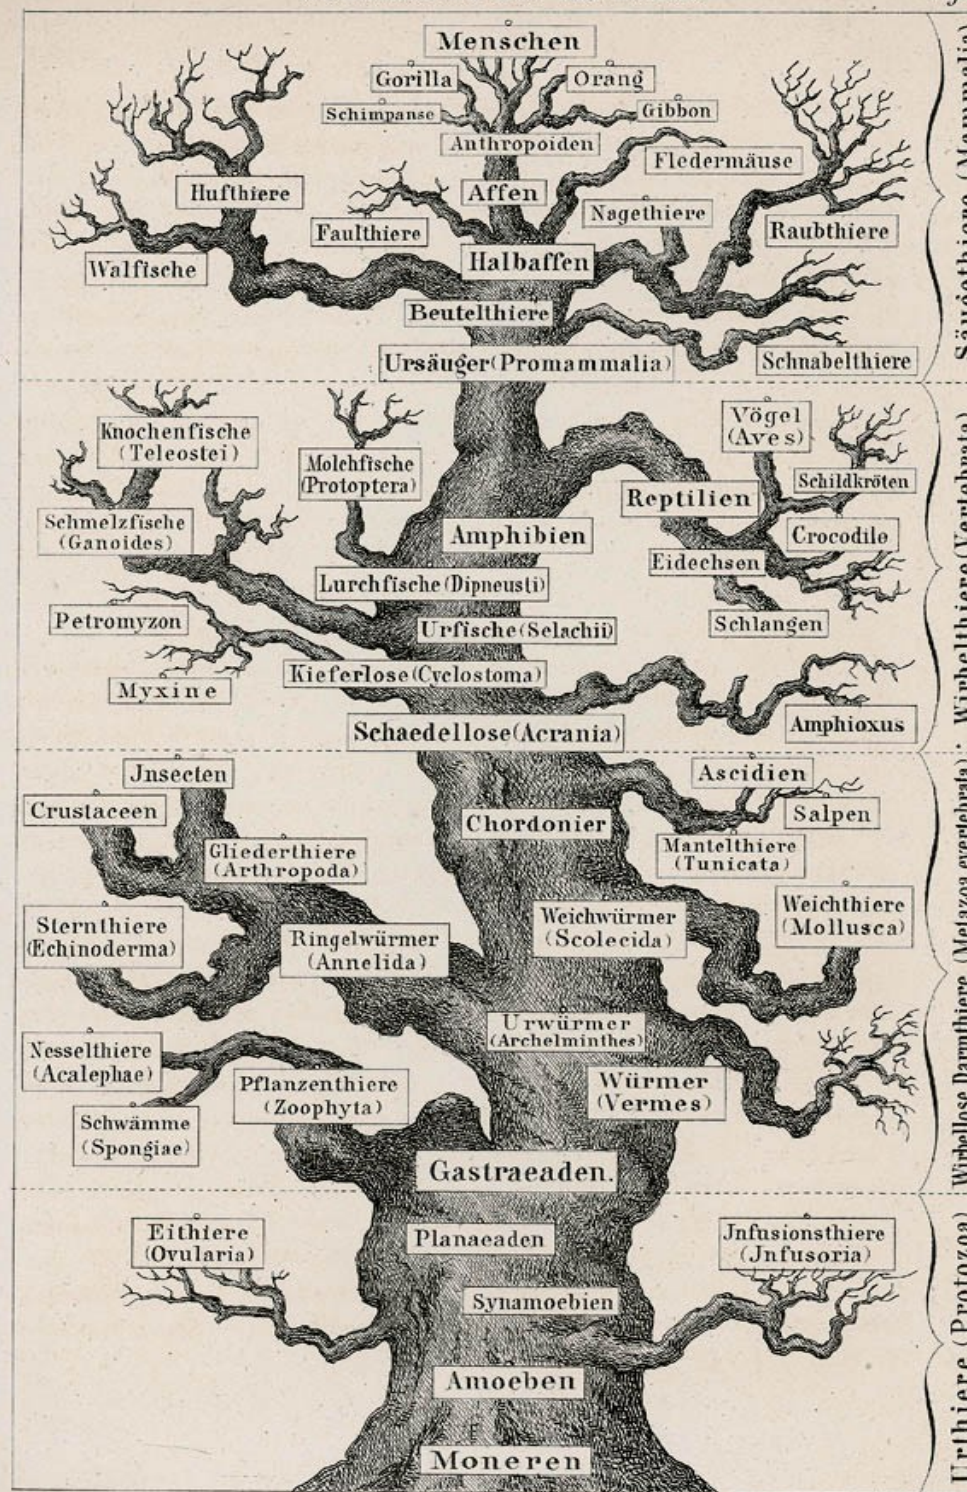 Menschen
Gorilla
Orang
Schimpanse
Gibbon
Anthropoiden
Fledermäuse
Hufthiere
Affen
Nagethiere
Faulthiere
Raubthiere
Walfische
Halbaffen
Beutelthiere
Ursäuger (Promammalia)
Schnabelthiere
Säugethiere (Mammalia)
Knochenfische
(Teleostei)
Vögel
(Aves)
Molchfische
(Protoptera)
Schildkröten
Reptilien
Schmelzfische
(Ganoides)
Amphibien
Crocodile
Eidechsen
Lurchfische (Dipneusti)
Petromyzon
Urfische (Selachii)
Schlangen
Kieferlose (Cyclostoma)
Myxine
Amphioxus
Schaedellose (Acrania)
Wirbelthiere (Vertebrata)
Jnsecten
Ascidien
Crustaceen
Salpen
Chordonier
Gliederthiere
(Arthropoda)
Mantelthiere
(Tunicata)
Sternthiere
(Echinoderma)
Weichwürmer
(Scolecida)
Weichthiere
(Mollusca)
Ringelwürmer
(Annelida)
Urwürmer
(Archelminthes)
Nesselthiere
(Acalephae)
Pflanzenthiere
(Zoophyta)
Würmer
(Vermes)
Schwämme
(Spongiae)
Gastraeaden.
Wirbellose Darmthiere (Metazoa evertebrata)
Eithiere
(Ovularia)
Planaeaden
Jnfusionsthiere
(Jnfusoria)
Synamoebien
Amoeben
Moneren
Urthiere (Protozoa)